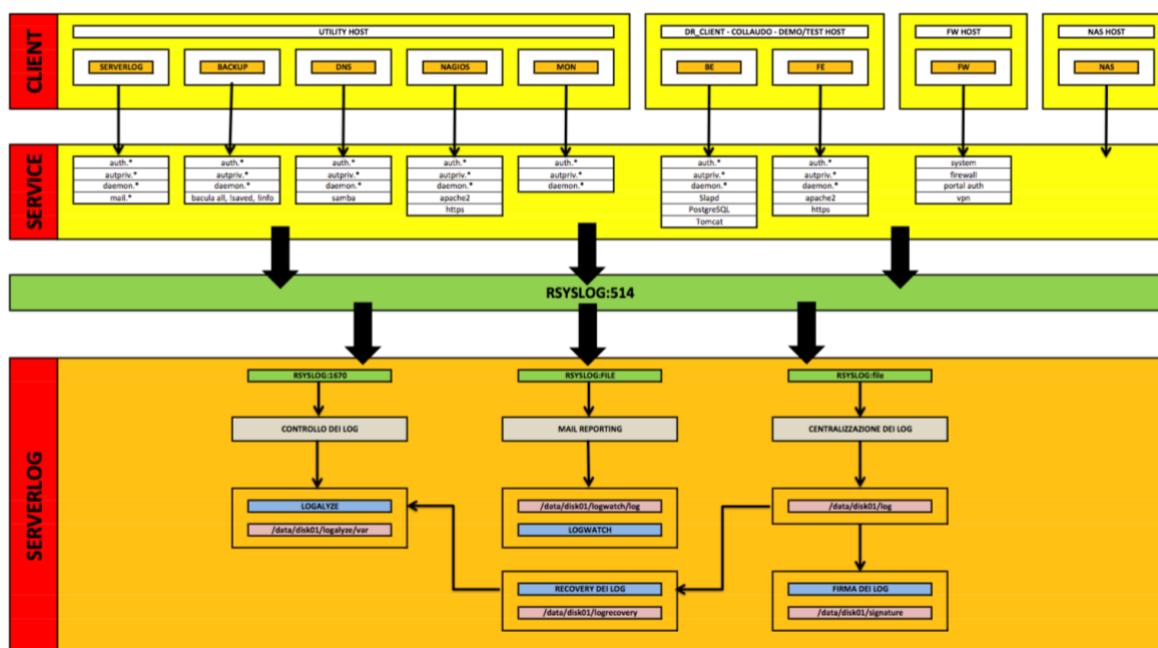 CLIENT
UTILITY HOST
SERVERLOG
BACKUP
DNS
NAGIOS
MON
DR_CLIENT - COLLAUDO - DEMO/TEST HOST
BE
FE
FW HOST
FW
NAS HOST
NAS
SERVICE
auth.*
autpriv.*
daemon.*
mail.*
auth.*
autpriv.*
daemon.*
bacula all, !saved, !info
auth.*
autpriv.*
daemon.*
samba
auth.*
autpriv.*
daemon.*
apache2
https
auth.*
autpriv.*
daemon.*
auth.*
autpriv.*
daemon.*
Slapd
PostgreSQL
Tomcat
auth.*
autpriv.*
daemon.*
apache2
https
system
firewall
portal auth
vpn
RSYSLOG:514
SERVERLOG
RSYSLOG:1670
CONTROLLO DEI LOG
LOGALYZE
/data/disk01/logalyze/var
RSYSLOG:FILE
MAIL REPORTING
/data/disk01/logwatch/log
LOGWATCH
RECOVERY DEI LOG
/data/disk01/logrecovery
RSYSLOG:file
CENTRALIZZAZIONE DEI LOG
/data/disk01/log
FIRMA DEI LOG
/data/disk01/signature